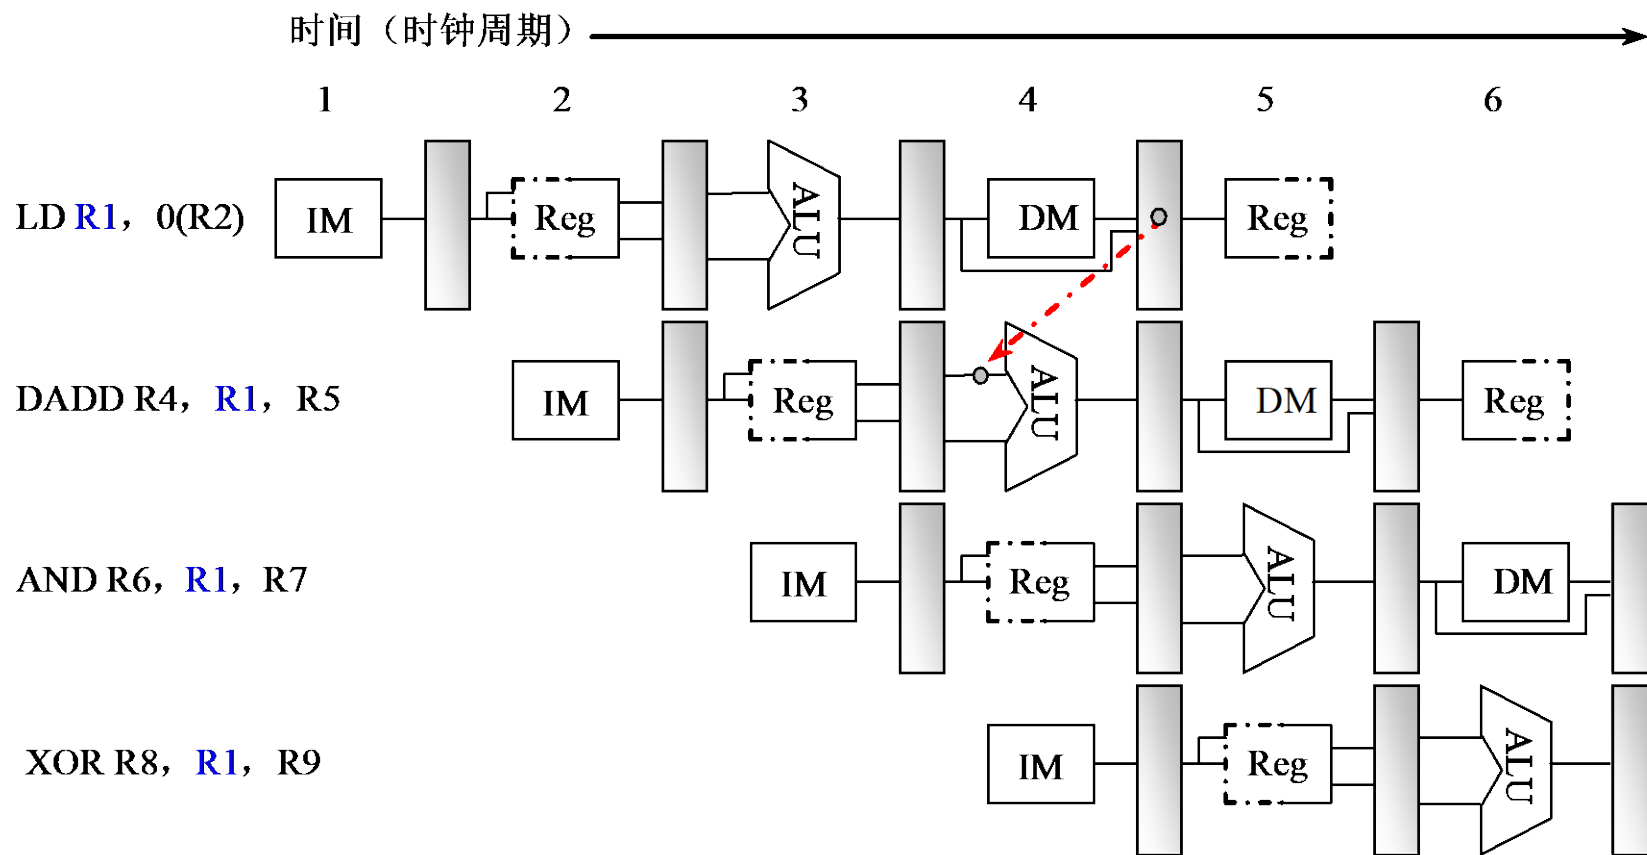 时间（时钟周期）
1 2 3 4 5 6
LD R1，0(R2) IM Reg ALU DM Reg
DADD R4，R1，R5 IM Reg ALU DM Reg
AND R6，R1，R7 IM Reg ALU DM
XOR R8，R1，R9 IM Reg ALU